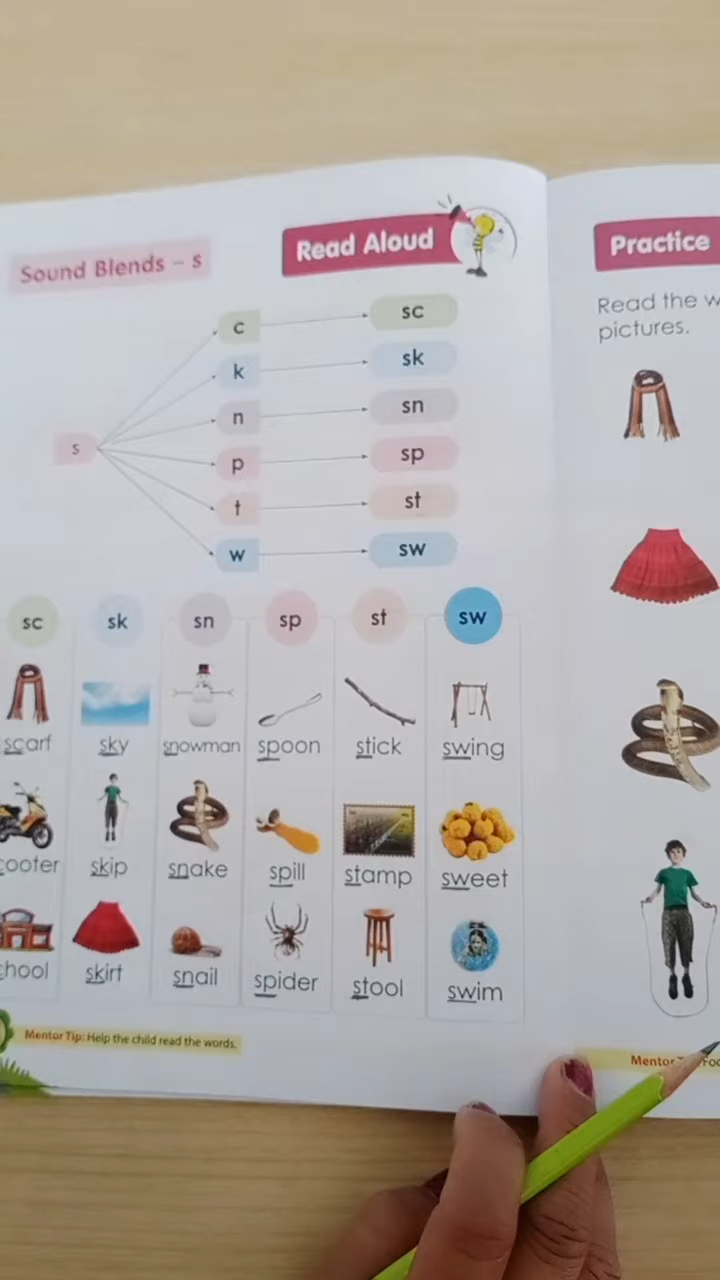 Sound Blends – s
Read Aloud
s
c sc
k sk
n sn
p sp
t st
w sw
sc sk sn sp st sw
scarf sky snowman spoon stick swing
cooter skip snake spill stamp sweet
hool skirt snail spider stool swim
Mentor Tip: Help the child read the words.
Practice
Read the w
pictures.
Mentor